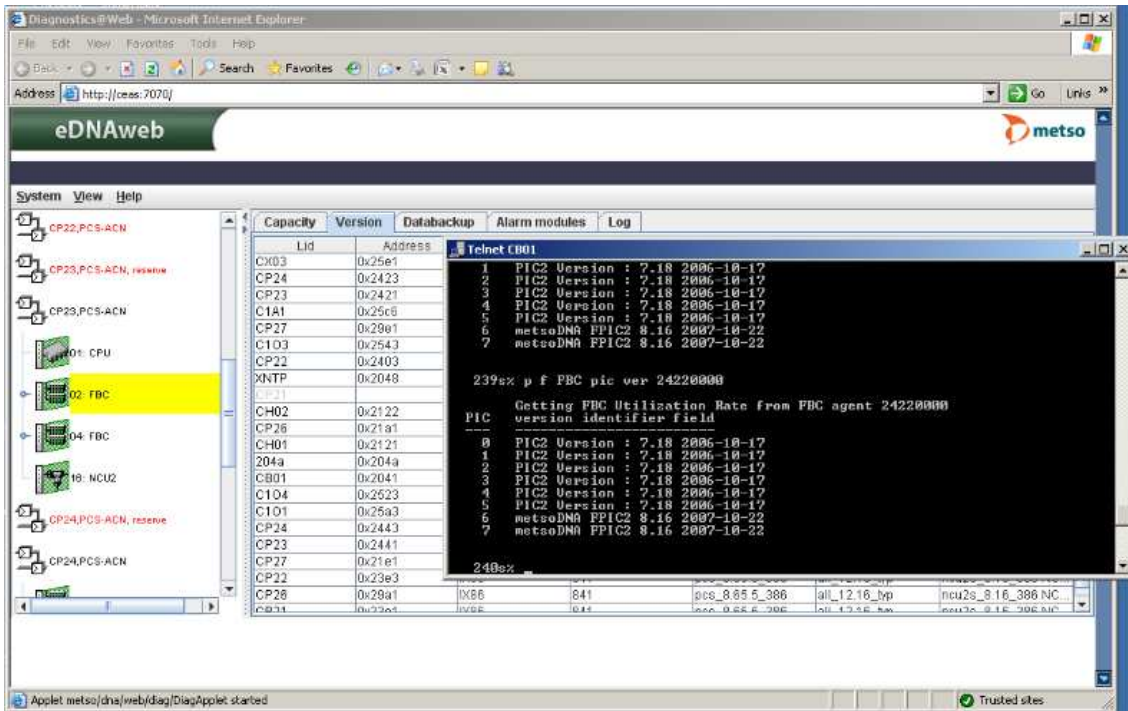 Diagnostics@Web - Microsoft Internet Explorer
File Edit View Favorites Tools Help
Back Search Favorites
Address http://ceas:7070/ Go Links »
eDNAweb
metso
System View Help
CP22,PCS-ACN
CP23,PCS-ACN, reserve
CP23,PCS-ACN
01: CPU
02: FBC
04: FBC
16: NCU2
CP24,PCS-ACN, reserve
CP24,PCS-ACN
Capacity Version Databackup Alarm modules Log
Lid Address
CX03 0x25e1
CP24 0x2423
CP23 0x2421
C1A1 0x25c6
CP27 0x29e1
C103 0x2543
CP22 0x2403
XNTP 0x2048
CP21
CH02 0x2122
CP26 0x21a1
CH01 0x2121
204a 0x204a
CB01 0x2041
C104 0x2523
C101 0x25a3
CP24 0x2443
CP23 0x2441
CP27 0x21e1
CP22 0x23e3
CP28 0x29a1 IX86 841 pcs_8.65.5_386 all_12.16_typ ncu2s_8.16_386 NC...
Telnet CB01
1 PIC2 Version : 7.18 2006-10-17
2 PIC2 Version : 7.18 2006-10-17
3 PIC2 Version : 7.18 2006-10-17
4 PIC2 Version : 7.18 2006-10-17
5 PIC2 Version : 7.18 2006-10-17
6 metsoDNA FPIC2 8.16 2007-10-22
7 metsoDNA FPIC2 8.16 2007-10-22
239s% p f FBC pic ver 24220000
Getting FBC Utilization Rate from FBC agent 24220000
PIC version identifier field
0 PIC2 Version : 7.18 2006-10-17
1 PIC2 Version : 7.18 2006-10-17
2 PIC2 Version : 7.18 2006-10-17
3 PIC2 Version : 7.18 2006-10-17
4 PIC2 Version : 7.18 2006-10-17
5 PIC2 Version : 7.18 2006-10-17
6 metsoDNA FPIC2 8.16 2007-10-22
7 metsoDNA FPIC2 8.16 2007-10-22
240s% _
Applet metso/dna/web/diag/DiagApplet started
Trusted sites